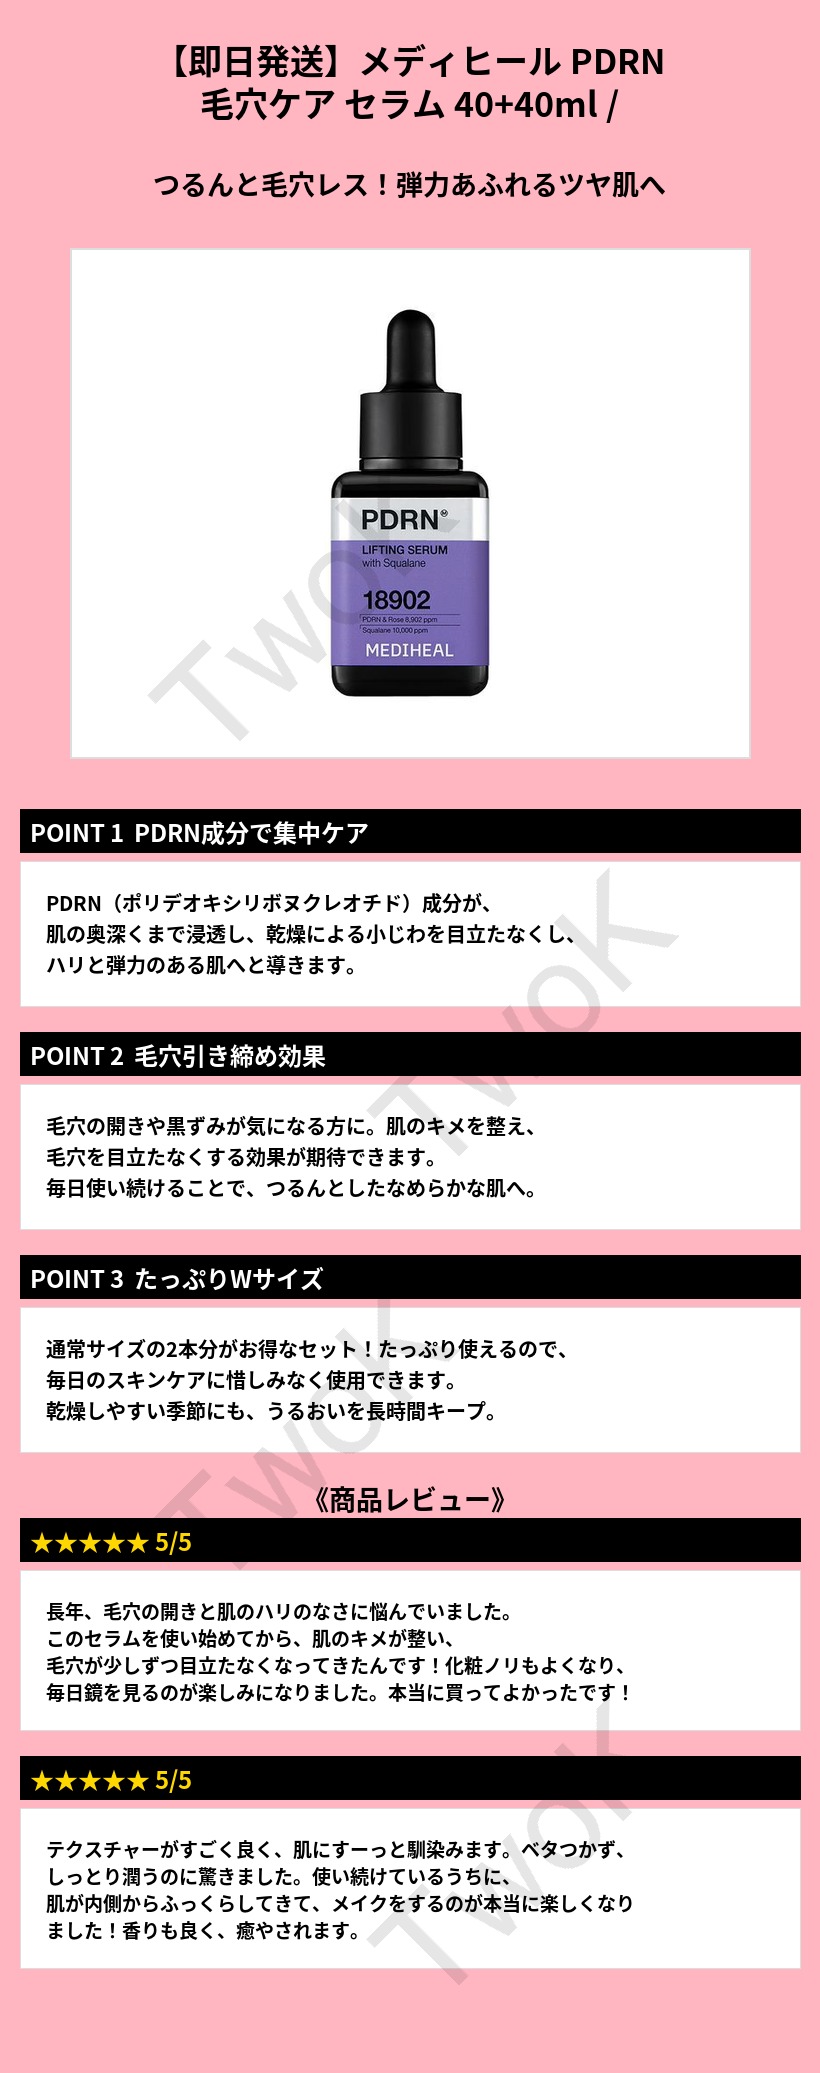 【即日発送】メディヒール PDRN
毛穴ケア セラム 40+40ml /
つるんと毛穴レス！弾力あふれるツヤ肌へ
PDRN®
LIFTING SERUM
with Squalane
18902
PDRN & Rose 8,902 ppm
Squalane 10,000 ppm
MEDIHEAL
TwoK
POINT 1 PDRN成分で集中ケア
PDRN（ポリデオキシリボヌクレオチド）成分が、
肌の奥深くまで浸透し、乾燥による小じわを目立たなくし、
ハリと弾力のある肌へと導きます。
TwoK
POINT 2 毛穴引き締め効果
毛穴の開きや黒ずみが気になる方に。肌のキメを整え、
毛穴を目立たなくする効果が期待できます。
毎日使い続けることで、つるんとしたなめらかな肌へ。
POINT 3 たっぷりWサイズ
通常サイズの2本分がお得なセット！たっぷり使えるので、
毎日のスキンケアに惜しみなく使用できます。
乾燥しやすい季節にも、うるおいを長時間キープ。
TwoK
《商品レビュー》
★★★★★ 5/5
長年、毛穴の開きと肌のハリのなさに悩んでいました。
このセラムを使い始めてから、肌のキメが整い、
毛穴が少しずつ目立たなくなってきたんです！化粧ノリもよくなり、
毎日鏡を見るのが楽しみになりました。本当に買ってよかったです！
★★★★★ 5/5
テクスチャーがすごく良く、肌にすーっと馴染みます。ベタつかず、
しっとり潤うのに驚きました。使い続けているうちに、
肌が内側からふっくらしてきて、メイクをするのが本当に楽しくなり
ました！香りも良く、癒やされます。
TwoK